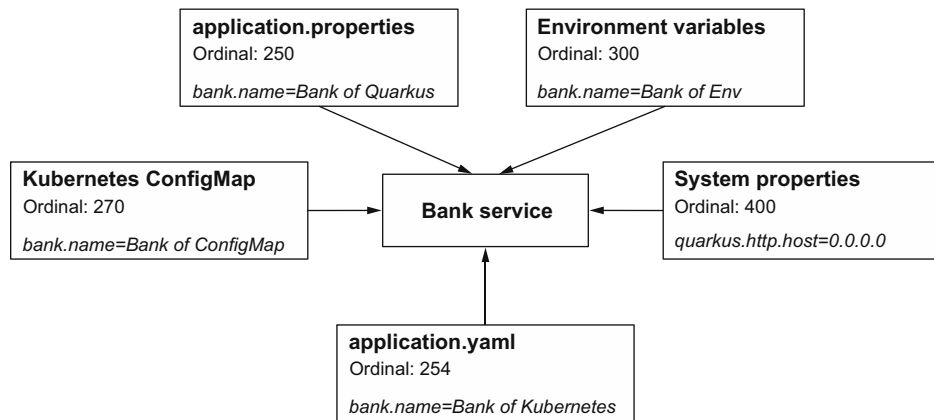 application.properties
Ordinal: 250
bank.name=Bank of Quarkus
Environment variables
Ordinal: 300
bank.name=Bank of Env
Kubernetes ConfigMap
Ordinal: 270
bank.name=Bank of ConfigMap
Bank service
System properties
Ordinal: 400
quarkus.http.host=0.0.0.0
application.yaml
Ordinal: 254
bank.name=Bank of Kubernetes